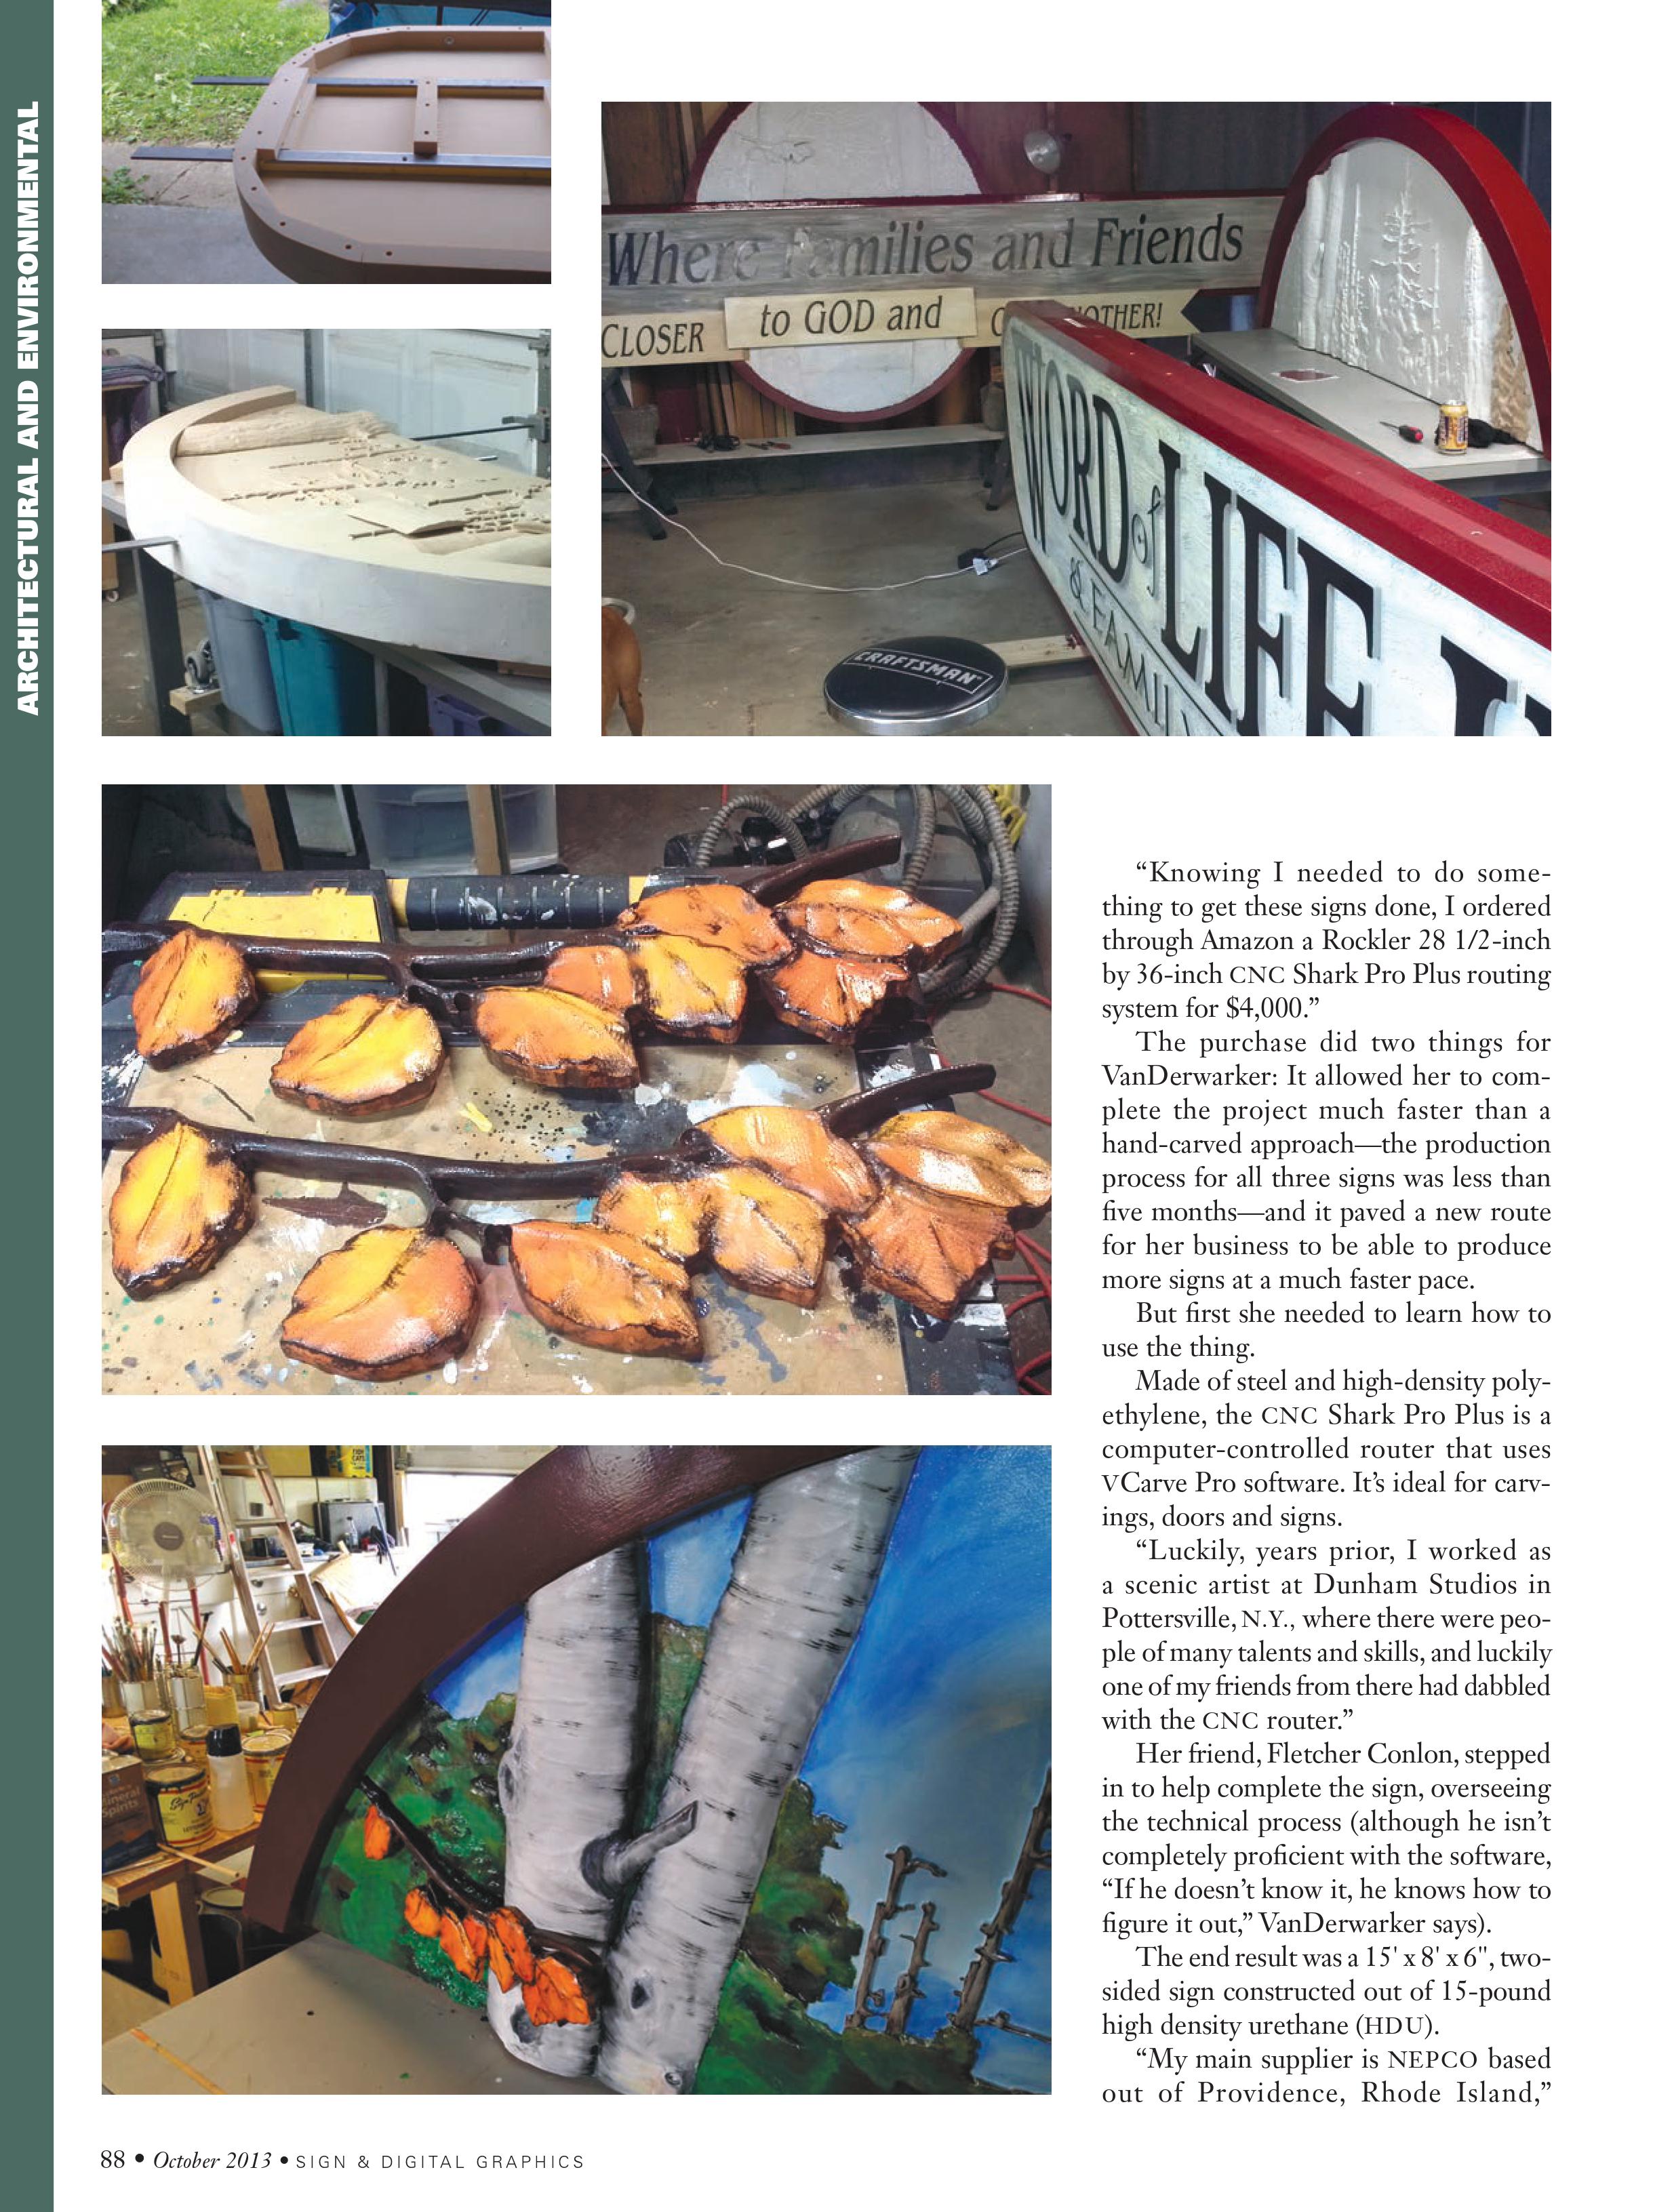 ARCHITECTURAL AND ENVIRONMENTAL
Where Families and Friends
CLOSER to GOD and
WORD of LIFE
& FAMIL
CRAFTSMAN
“Knowing I needed to do some-
thing to get these signs done, I ordered
through Amazon a Rockler 28 1/2-inch
by 36-inch CNC Shark Pro Plus routing
system for $4,000.”
The purchase did two things for
VanDerwarker: It allowed her to com-
plete the project much faster than a
hand-carved approach—the production
process for all three signs was less than
five months—and it paved a new route
for her business to be able to produce
more signs at a much faster pace.
But first she needed to learn how to
use the thing.
Made of steel and high-density poly-
ethylene, the CNC Shark Pro Plus is a
computer-controlled router that uses
VCarve Pro software. It’s ideal for carv-
ings, doors and signs.
“Luckily, years prior, I worked as
a scenic artist at Dunham Studios in
Pottersville, N.Y., where there were peo-
ple of many talents and skills, and luckily
one of my friends from there had dabbled
with the CNC router.”
Her friend, Fletcher Conlon, stepped
in to help complete the sign, overseeing
the technical process (although he isn’t
completely proficient with the software,
“If he doesn’t know it, he knows how to
figure it out,” VanDerwarker says).
The end result was a 15' x 8' x 6", two-
sided sign constructed out of 15-pound
high density urethane (HDU).
“My main supplier is NEPCO based
out of Providence, Rhode Island,”
88 • October 2013 • SIGN & DIGITAL GRAPHICS